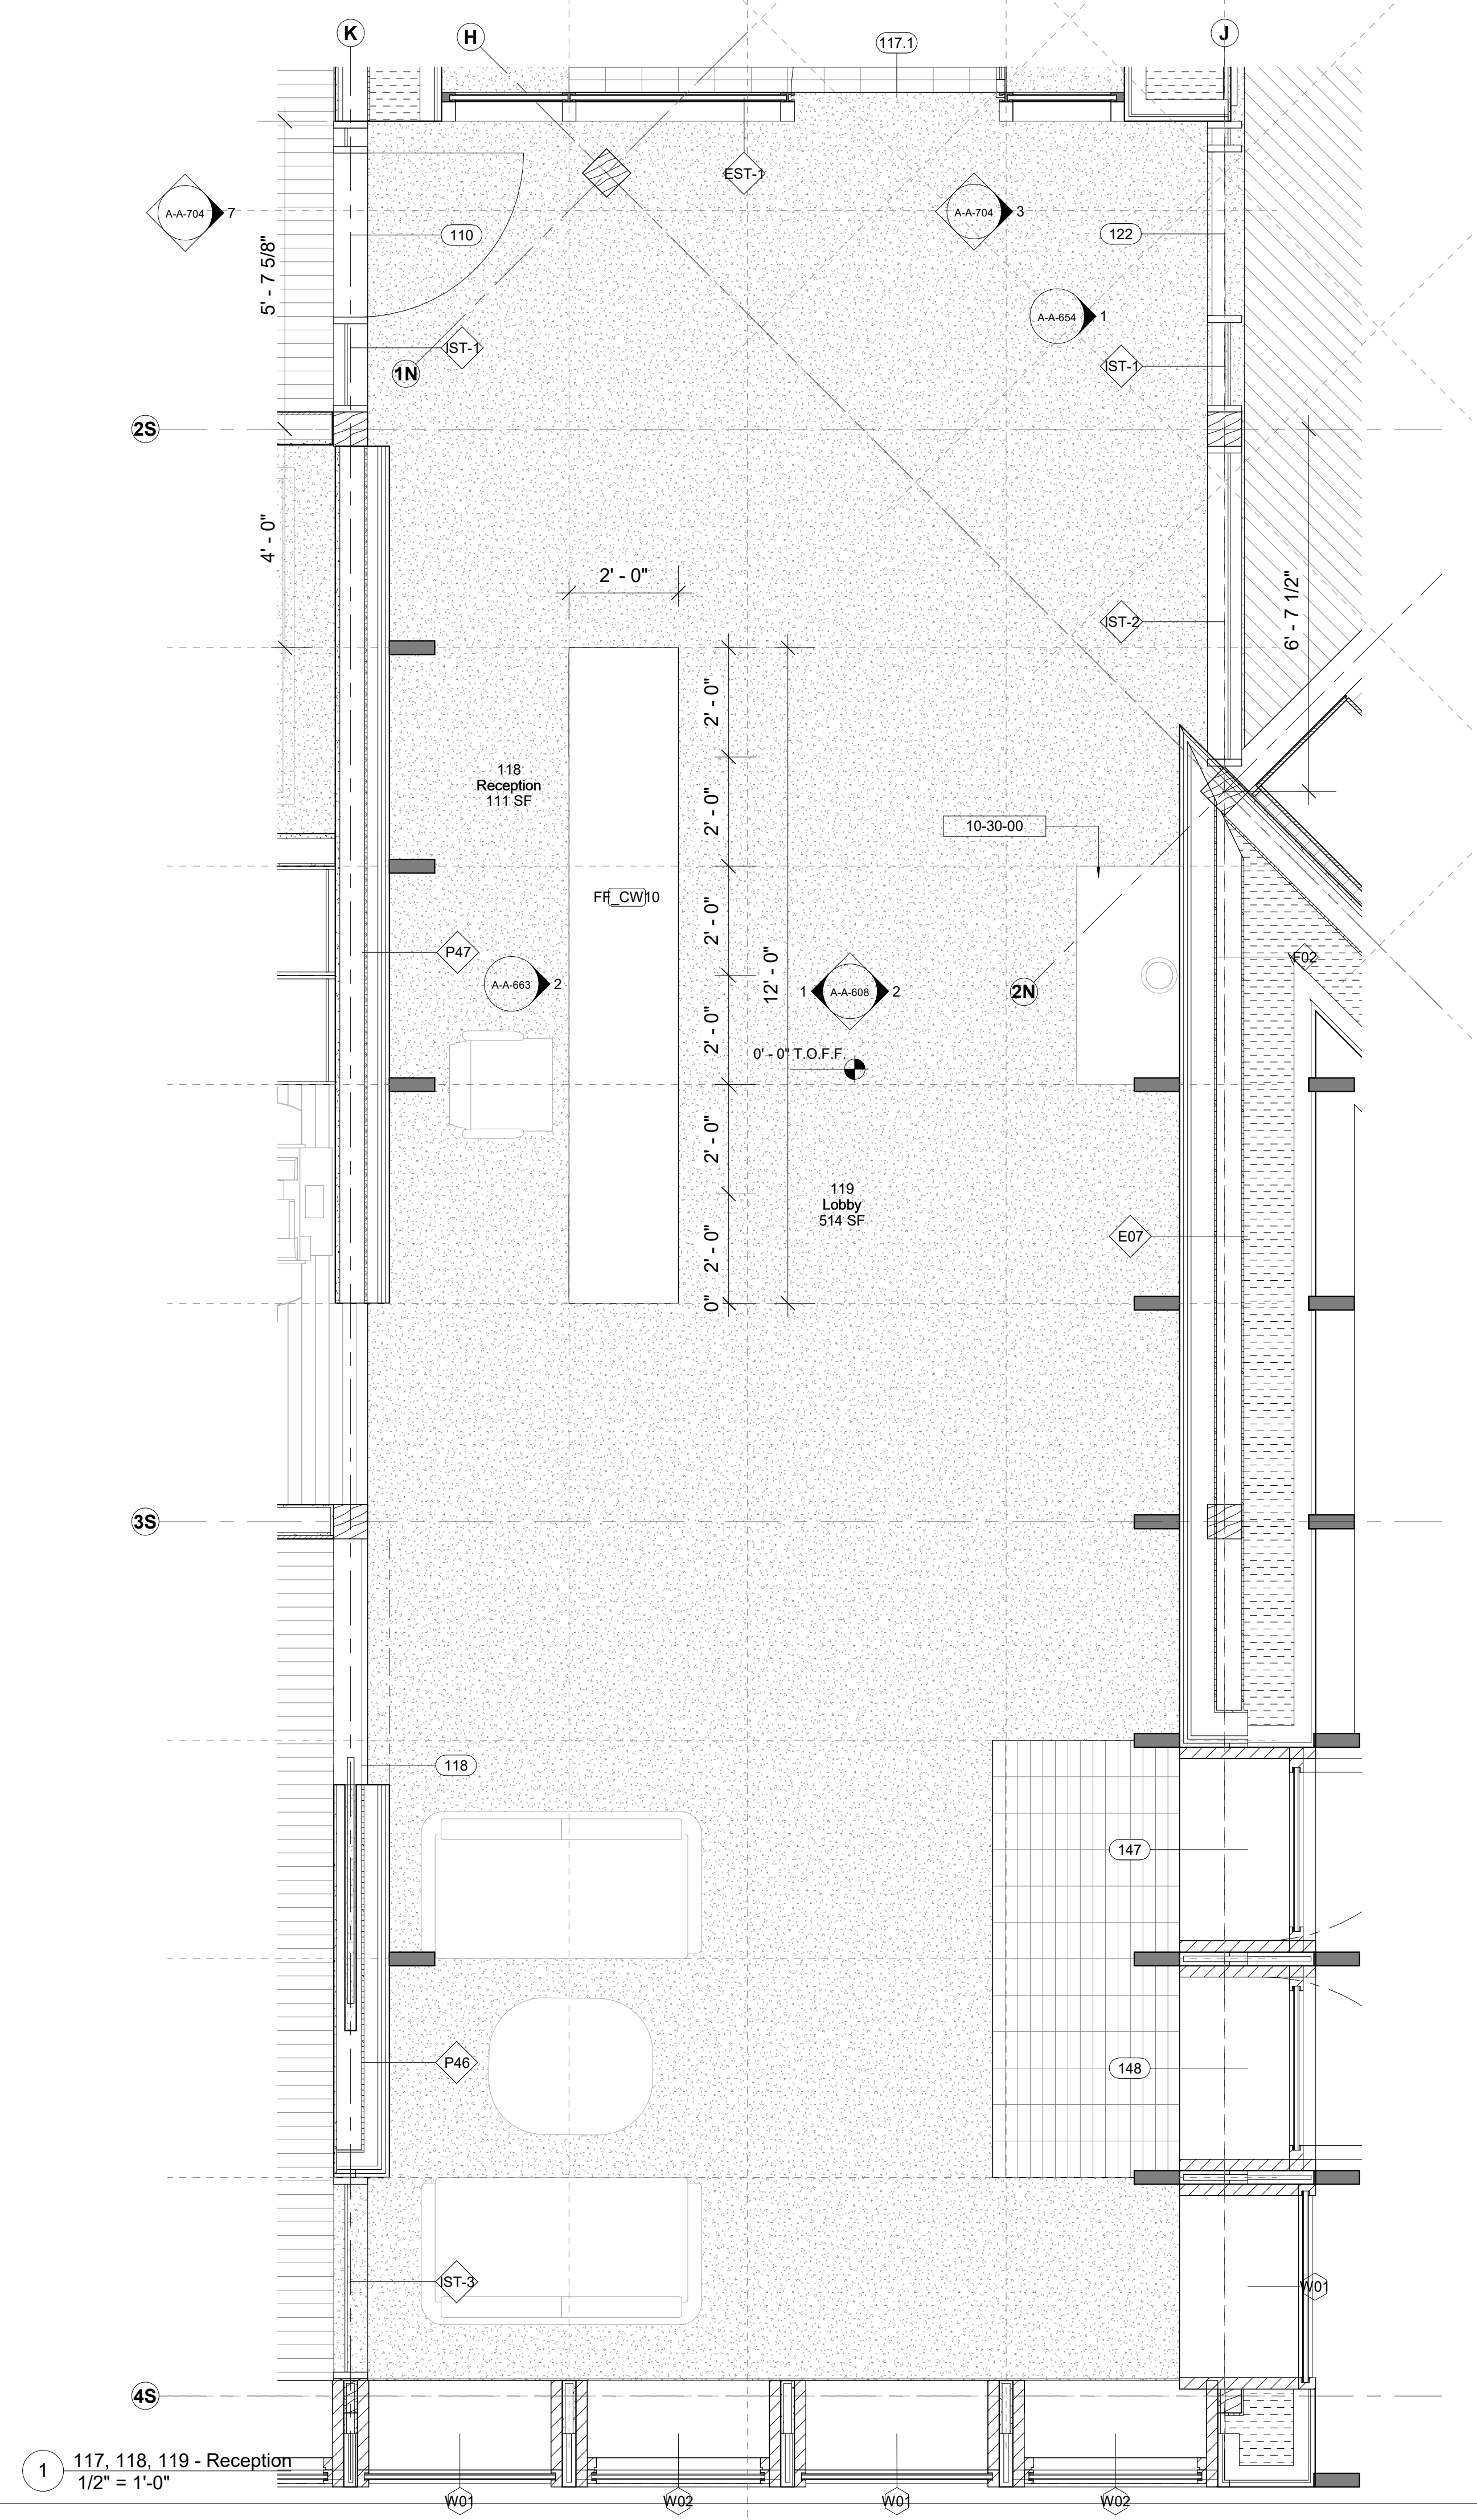 K
H
117.1
J
EST-1
A-A-704
7
A-A-704
3
110
122
5' - 7 5/8"
A-A-654
1
IST-1
1N
IST-1
2S
4' - 0"
2' - 0"
IST-2
6' - 7 1/2"
2' - 0"
118
Reception
111 SF
2' - 0"
10-30-00
FF_CW10
2' - 0"
P47
F02
12' - 0"
A-A-663
2
1
A-A-608
2
2N
2' - 0"
0' - 0" T.O.F.F.
2' - 0"
119
Lobby
514 SF
E07
2' - 0"
0"
3S
118
147
P46
148
IST-3
W01
4S
1
117, 118, 119 - Reception
1/2" = 1'-0"
W01
W02
W01
W02